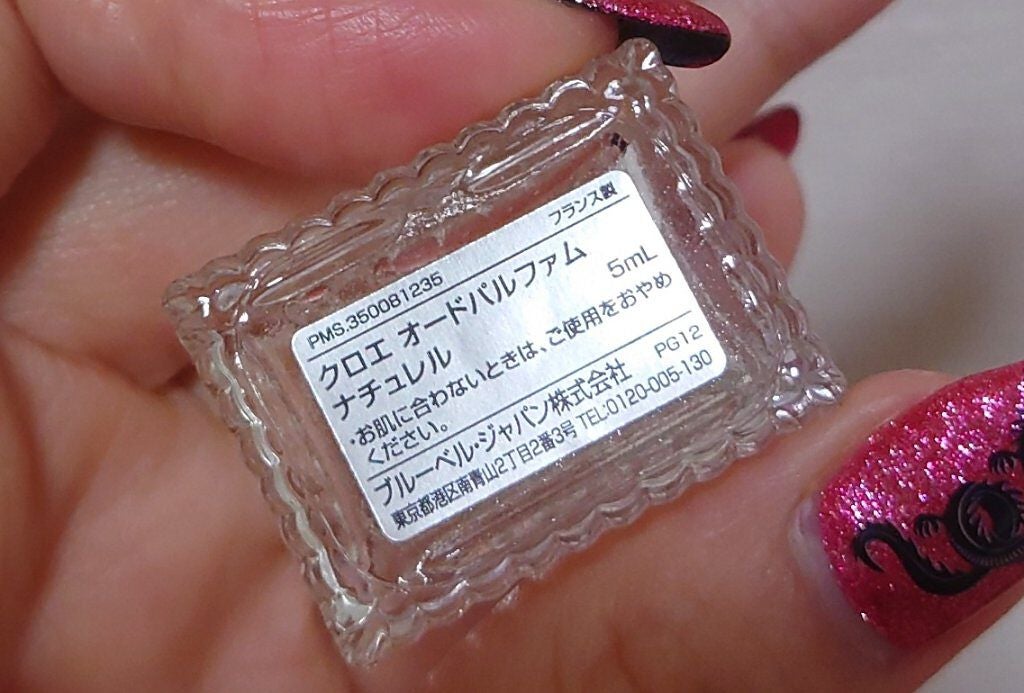 PMS.350081235 フランス製
クロエ オードパルファム
ナチュレル 5mL
・お肌に合わないときは、ご使用をおやめ
ください。 PG12
ブルーベル・ジャパン株式会社
東京都港区南青山2丁目2番3号 TEL:0120-005-130